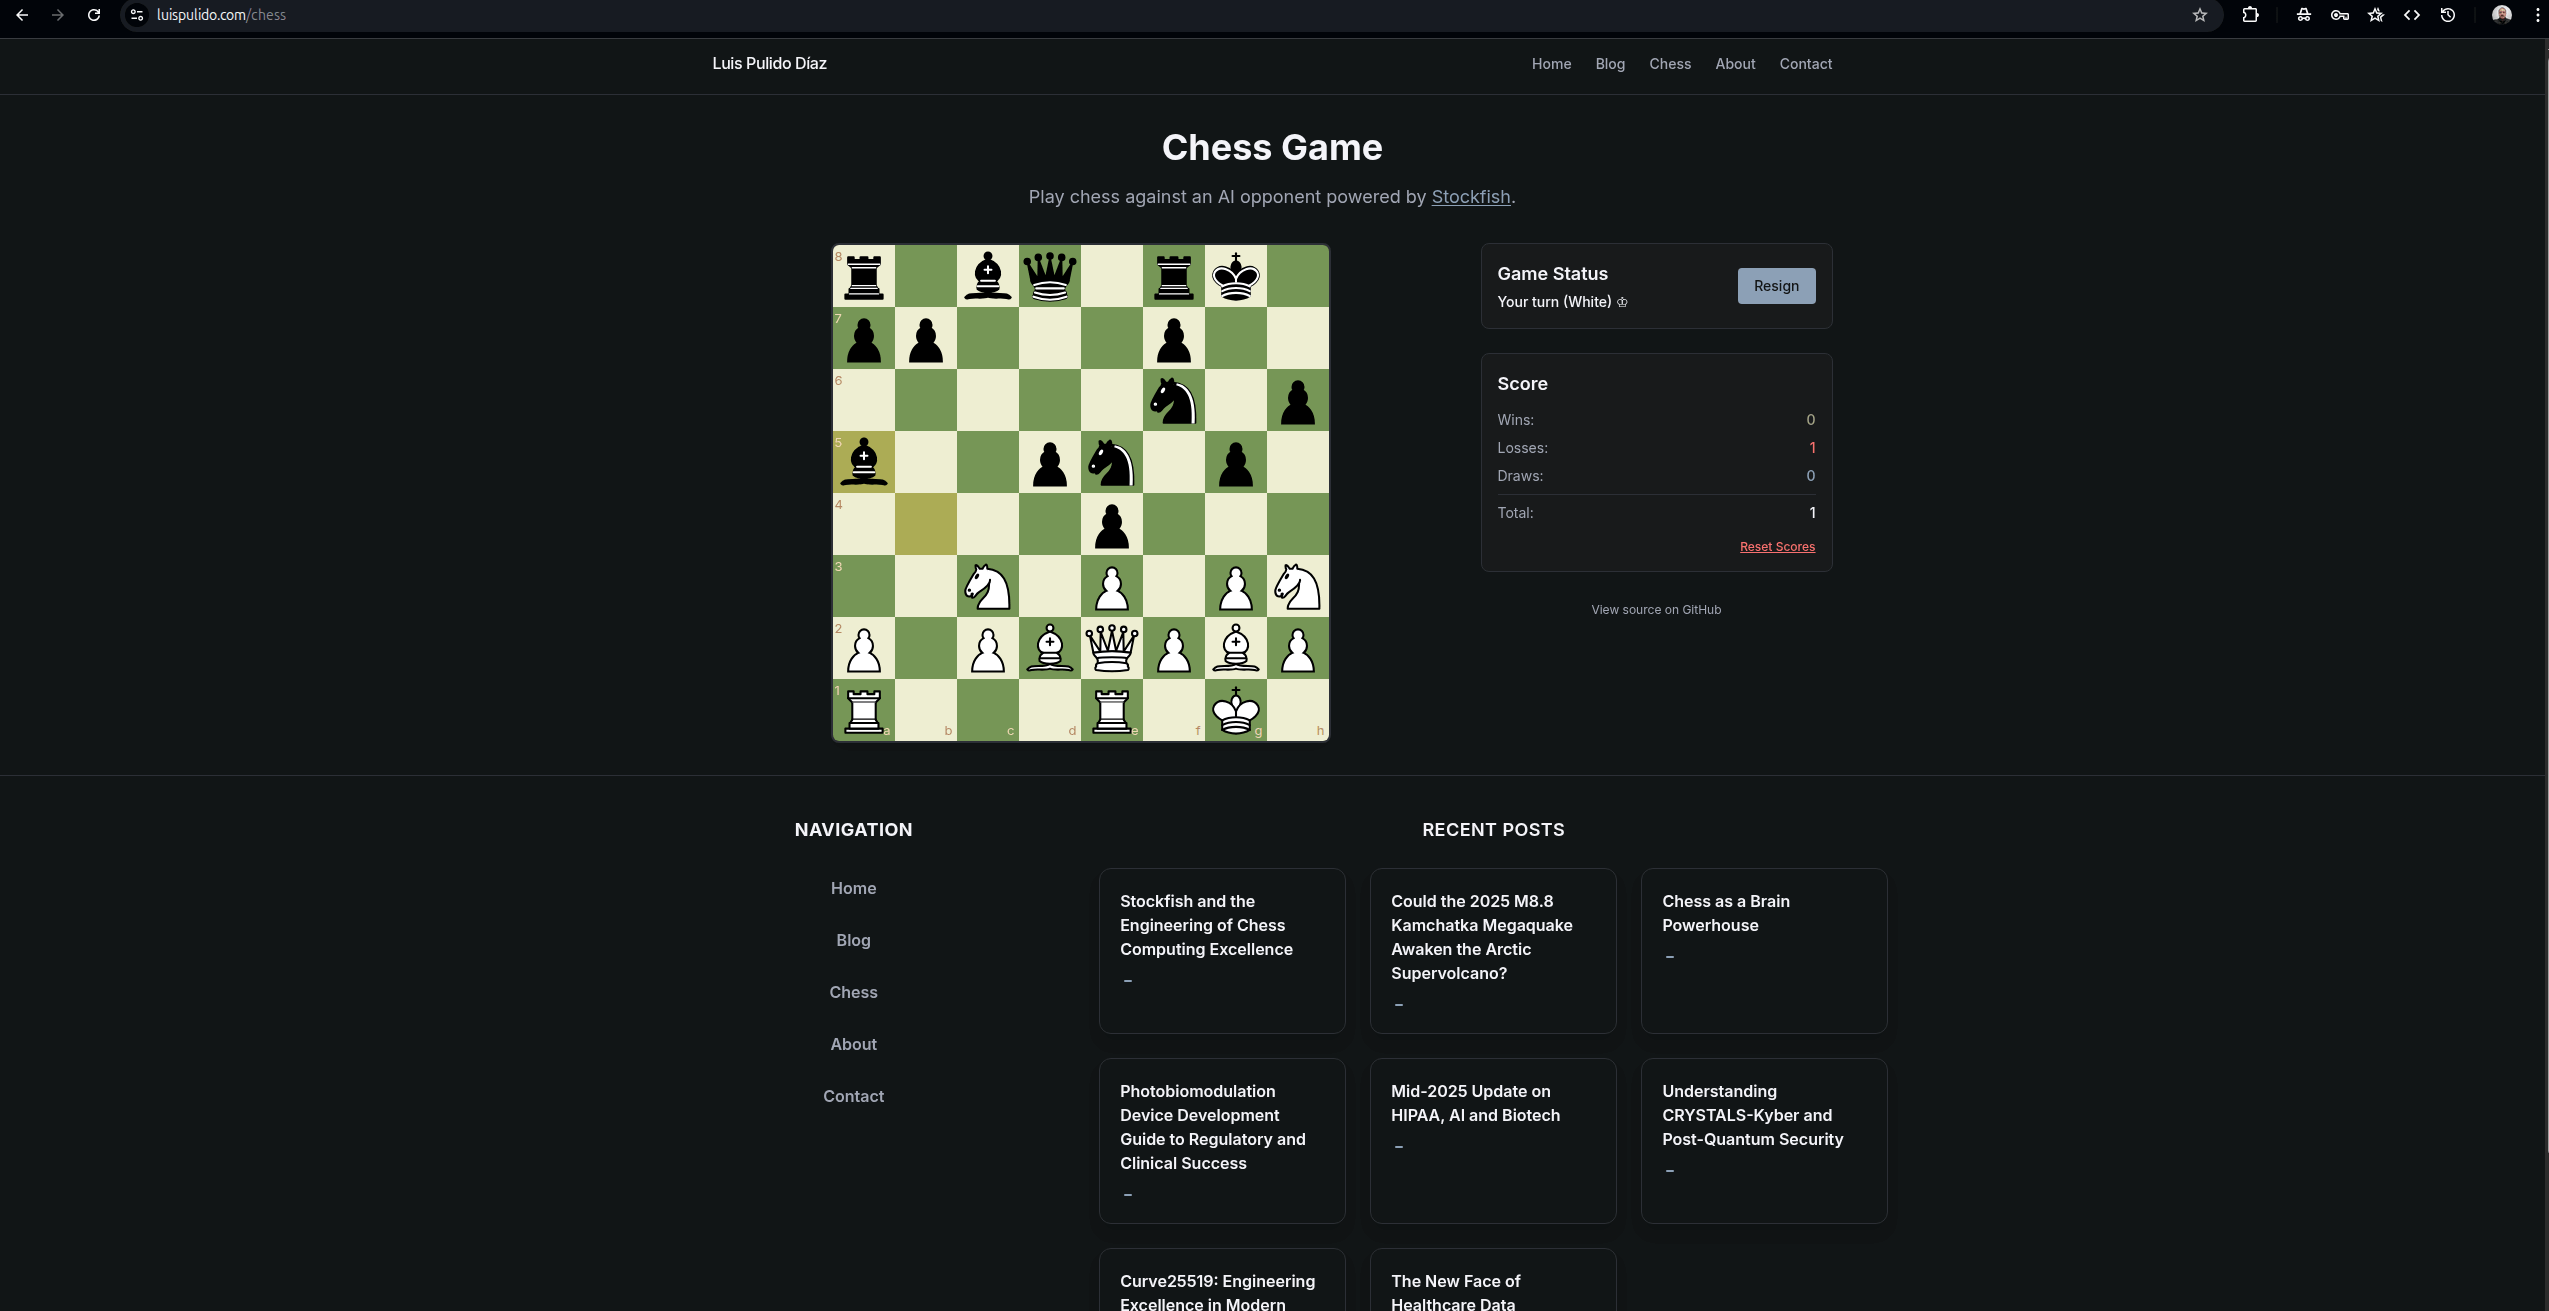 luispulido.com/chess
Luis Pulido Díaz
Home Blog Chess About Contact
Chess Game
Play chess against an AI opponent powered by Stockfish.
8
7
6
5
4
3
2
1
a b c d e f g h
Game Status
Your turn (White) ♔
Resign
Score
Wins: 0
Losses: 1
Draws: 0
Total: 1
Reset Scores
View source on GitHub
NAVIGATION
Home
Blog
Chess
About
Contact
RECENT POSTS
Stockfish and the
Engineering of Chess
Computing Excellence
–
Could the 2025 M8.8
Kamchatka Megaquake
Awaken the Arctic
Supervolcano?
–
Chess as a Brain
Powerhouse
–
Photobiomodulation
Device Development
Guide to Regulatory and
Clinical Success
–
Mid-2025 Update on
HIPAA, AI and Biotech
–
Understanding
CRYSTALS-Kyber and
Post-Quantum Security
–
Curve25519: Engineering
Excellence in Modern
The New Face of
Healthcare Data